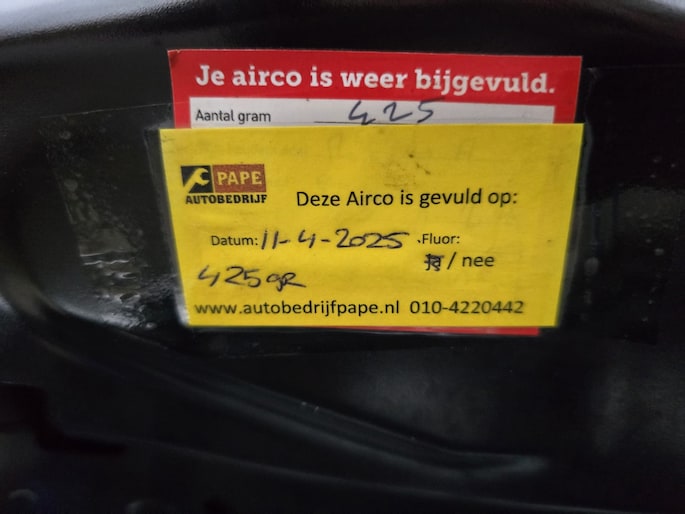 Je airco is weer bijgevuld.
Aantal gram 425
PAPE
AUTOBEDRIJF
Deze Airco is gevuld op:
Datum: 11-4-2025 Fluor:
ja / nee
425gr
www.autobedrijfpape.nl 010-4220442